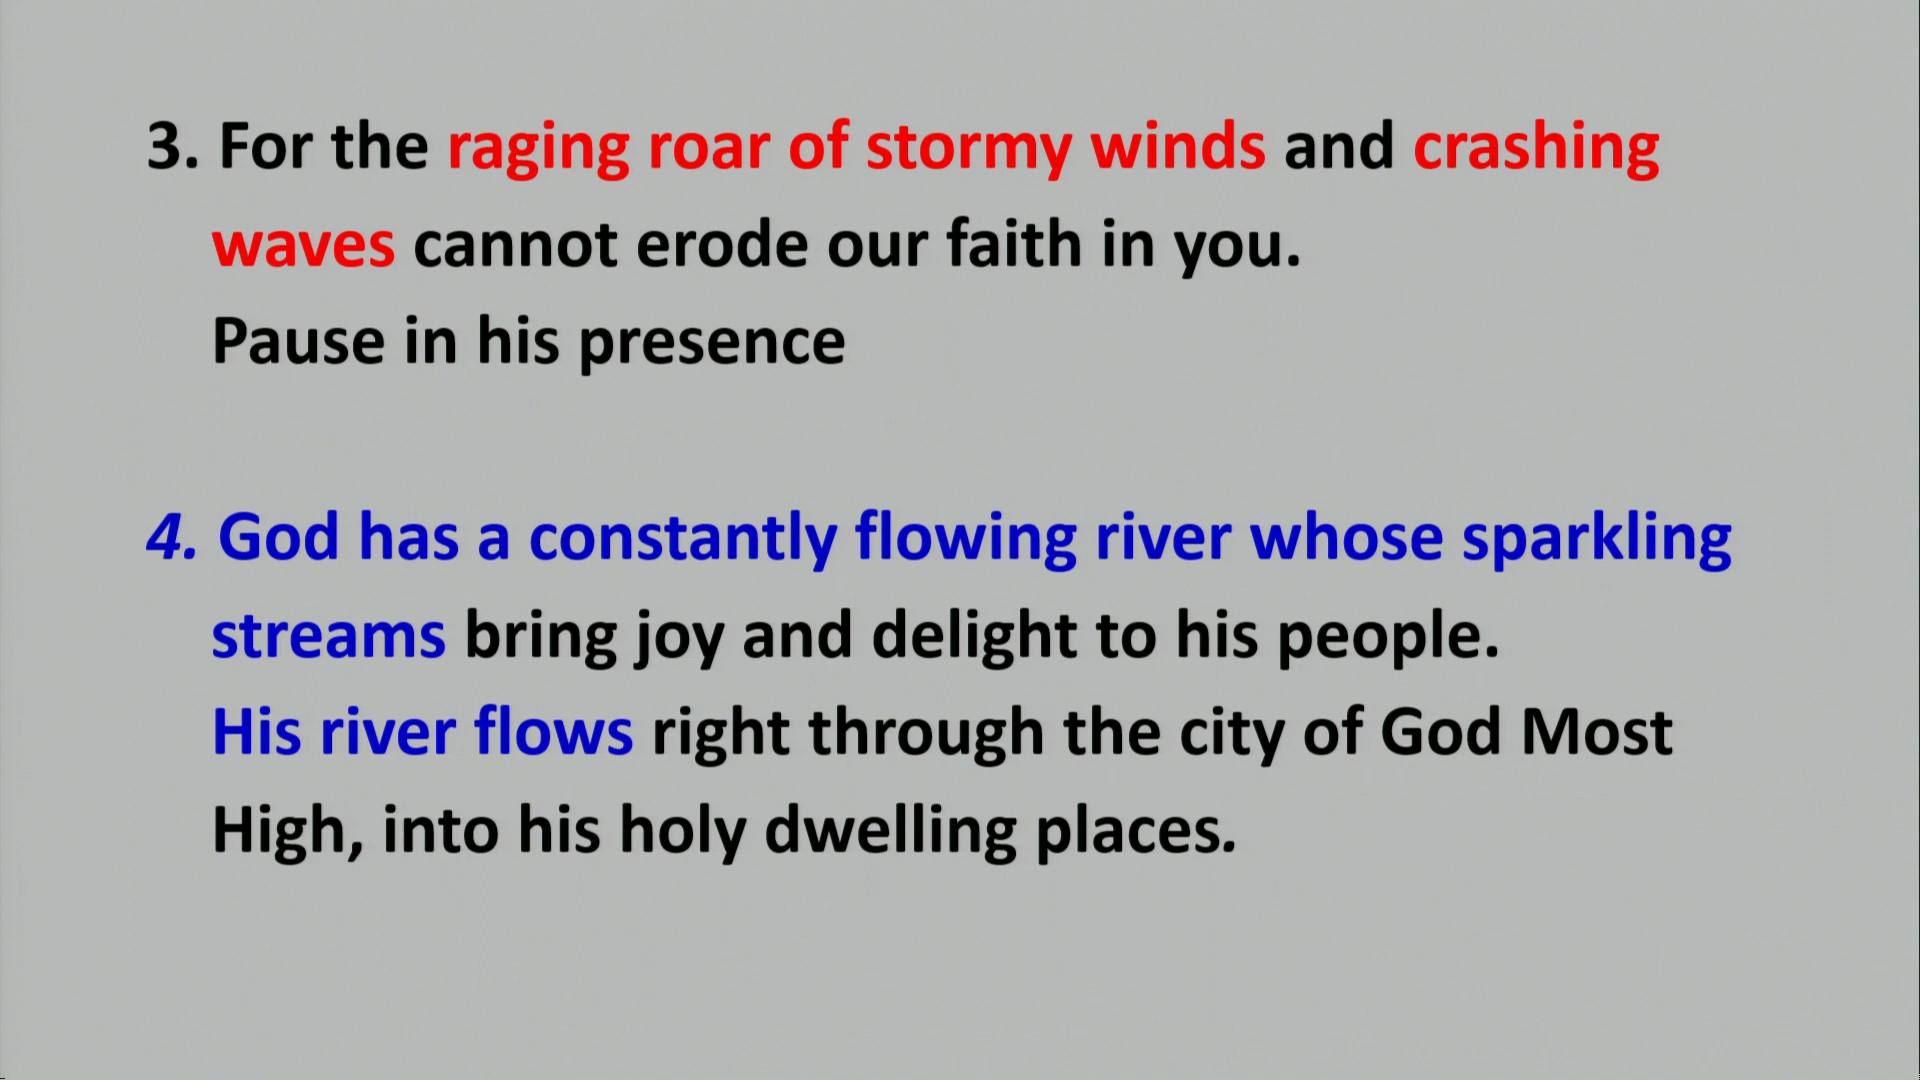 3. For the raging roar of stormy winds and crashing
waves cannot erode our faith in you.
Pause in his presence
4. God has a constantly flowing river whose sparkling
streams bring joy and delight to his people.
His river flows right through the city of God Most
High, into his holy dwelling places.